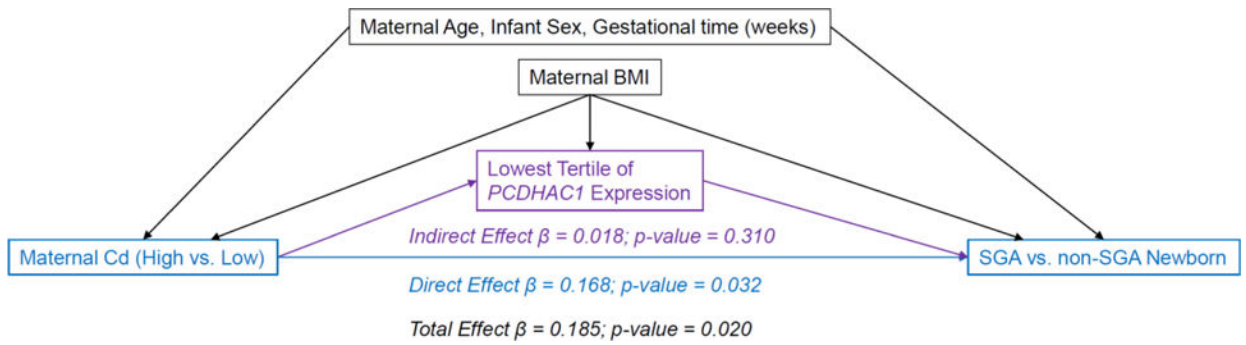 Maternal Age, Infant Sex, Gestational time (weeks)
Maternal BMI
Lowest Tertile of
PCDHAC1 Expression
Indirect Effect β = 0.018; p-value = 0.310
Maternal Cd (High vs. Low)
SGA vs. non-SGA Newborn
Direct Effect β = 0.168; p-value = 0.032
Total Effect β = 0.185; p-value = 0.020